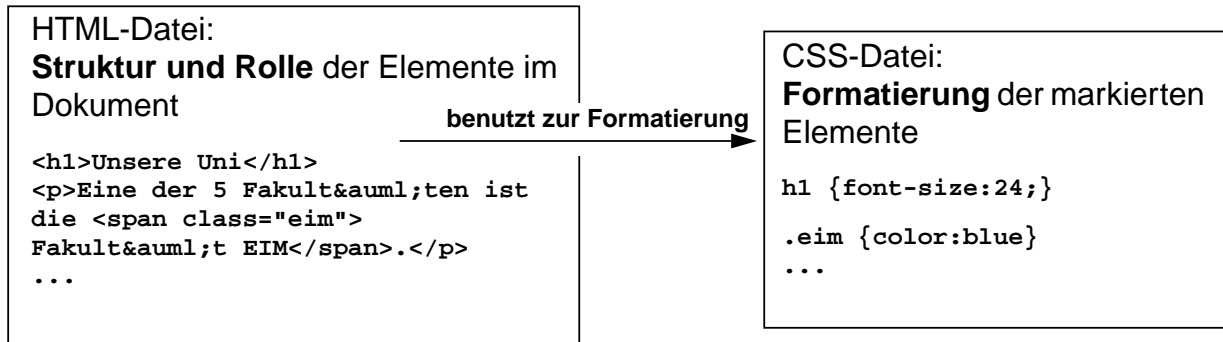 HTML-Datei:
Struktur und Rolle der Elemente im
Dokument
<h1>Unsere Uni</h1>
<p>Eine der 5 Fakult&auml;ten ist
die <span class="eim">
Fakult&auml;t EIM</span>.</p>
...
benutzt zur Formatierung
CSS-Datei:
Formatierung der markierten
Elemente
h1 {font-size:24;}
.eim {color:blue}
...